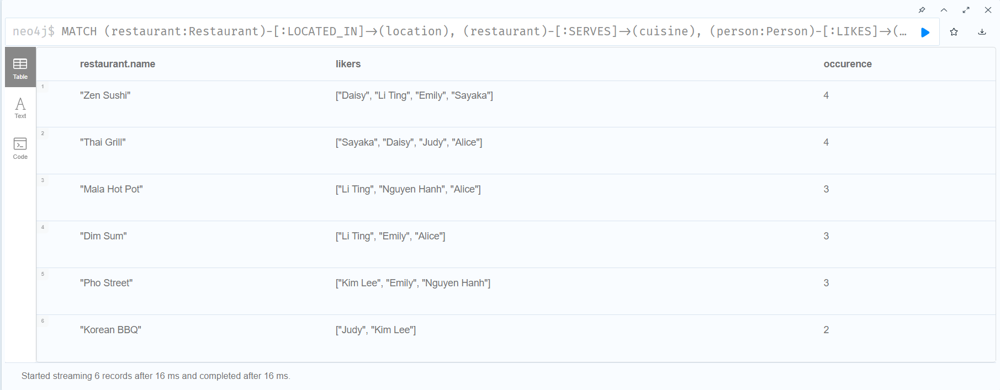 neo4j$ MATCH (restaurant:Restaurant)-[:LOCATED_IN]→(location), (restaurant)-[:SERVES]→(cuisine), (person:Person)-[:LIKES]→(…
Table
Text
Code
restaurant.name likers occurence
1 "Zen Sushi" ["Daisy", "Li Ting", "Emily", "Sayaka"] 4
2 "Thai Grill" ["Sayaka", "Daisy", "Judy", "Alice"] 4
3 "Mala Hot Pot" ["Li Ting", "Nguyen Hanh", "Alice"] 3
4 "Dim Sum" ["Li Ting", "Emily", "Alice"] 3
5 "Pho Street" ["Kim Lee", "Emily", "Nguyen Hanh"] 3
6 "Korean BBQ" ["Judy", "Kim Lee"] 2
Started streaming 6 records after 16 ms and completed after 16 ms.